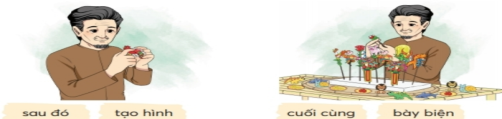 sau đó tạo hình cuối cùng bày biện